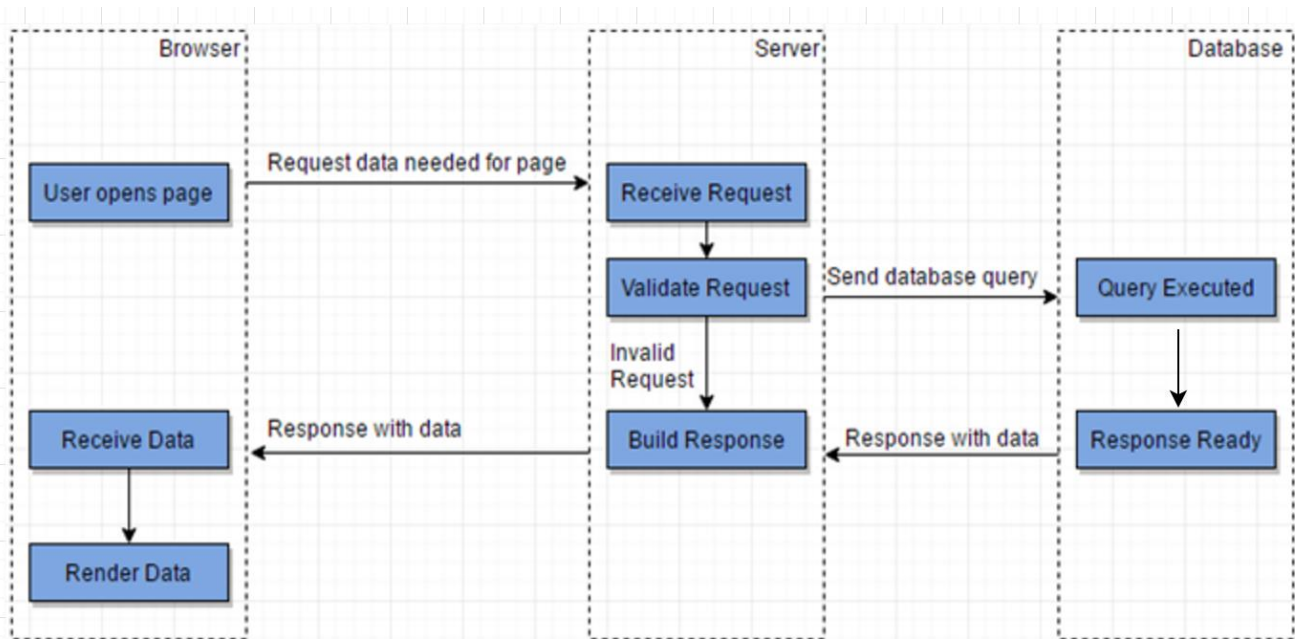 Browser
Server
Database
User opens page
Request data needed for page
Receive Request
Validate Request
Send database query
Query Executed
Invalid
Request
Receive Data
Response with data
Build Response
Response with data
Response Ready
Render Data